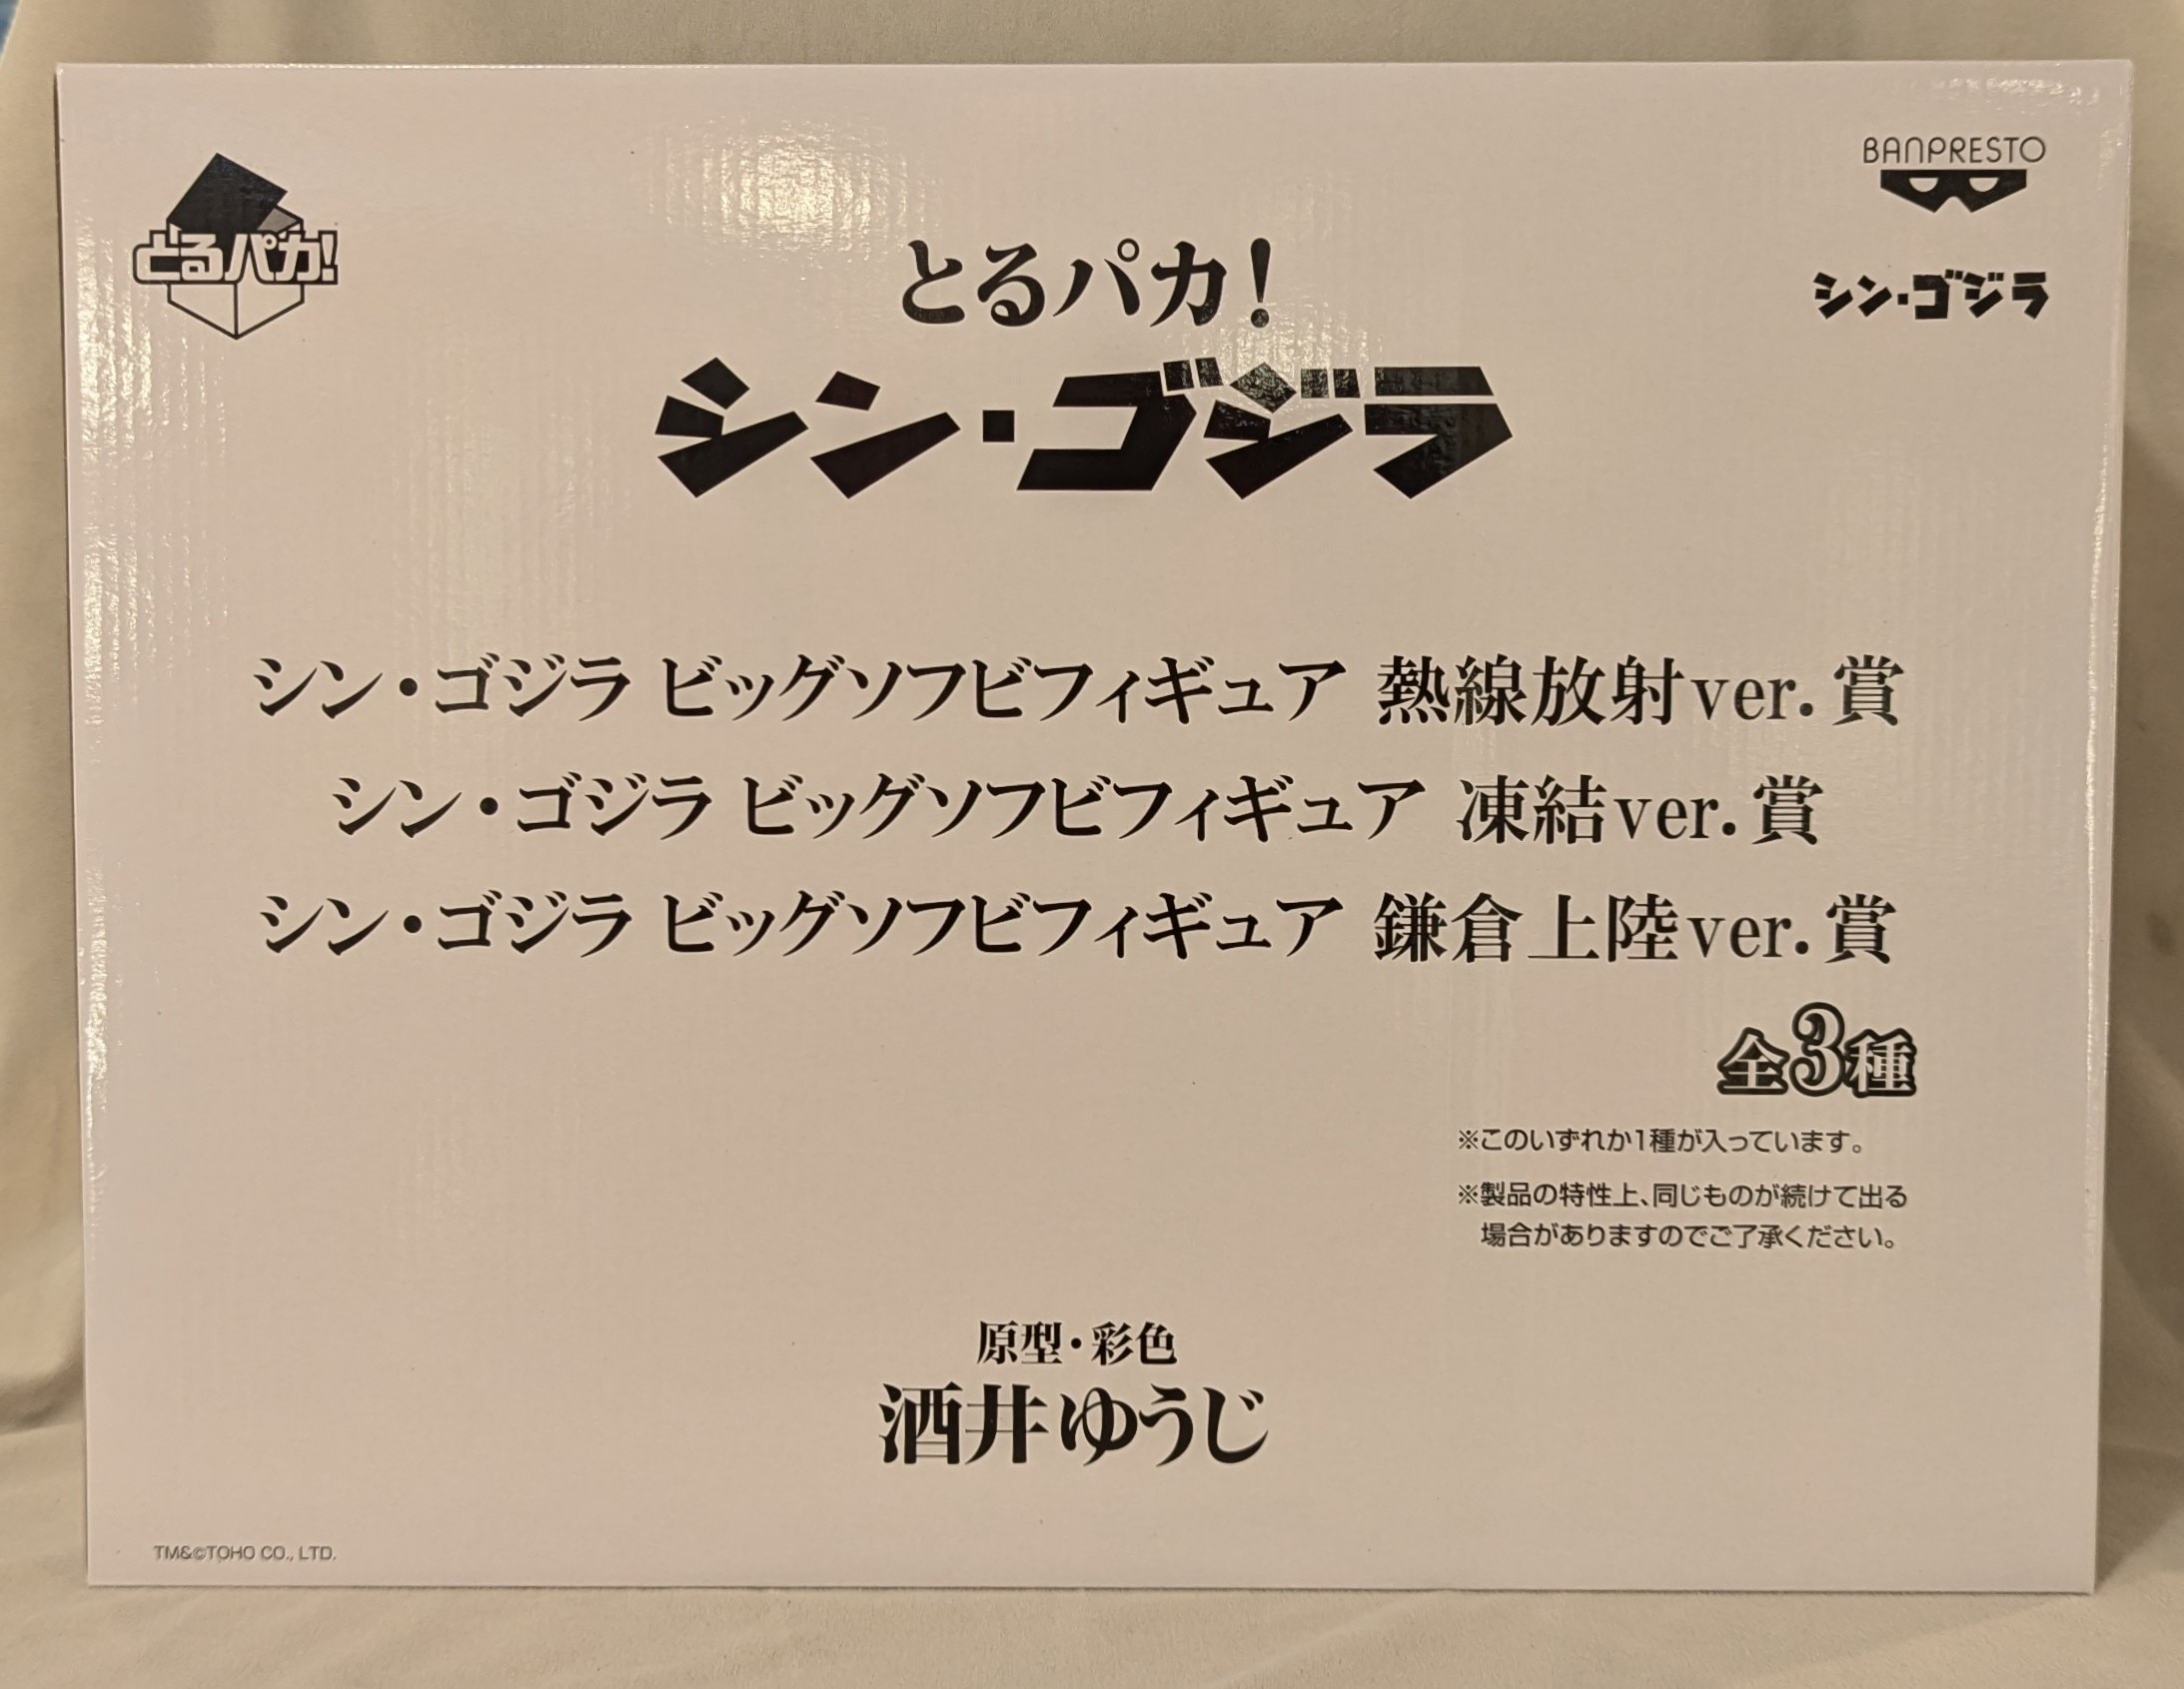 とるパカ!
BANPRESTO
シン・ゴジラ
とるパカ!
シン・ゴジラ
シン・ゴジラ ビッグソフビフィギュア 熱線放射ver.賞
シン・ゴジラ ビッグソフビフィギュア 凍結ver.賞
シン・ゴジラ ビッグソフビフィギュア 鎌倉上陸ver.賞
全3種
※このいずれか1種が入っています。
※製品の特性上、同じものが続けて出る
場合がありますのでご了承ください。
原型・彩色
酒井ゆうじ
TM&©TOHO CO., LTD.